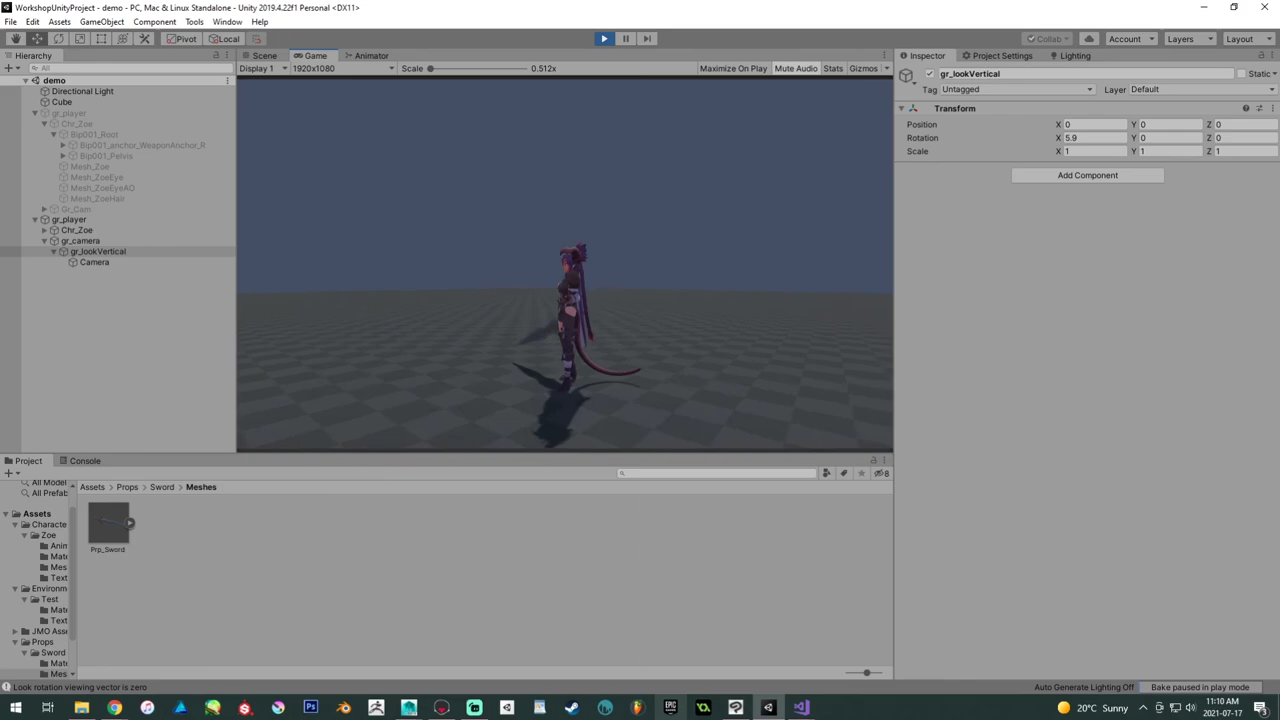 WorkshopUnityProject - demo - PC, Mac & Linux Standalone - Unity 2019.4.22f1 Personal <DX11>
File Edit Assets GameObject Component Tools Window Help
Pivot Local Collab Account Layers Layout
Hierarchy Scene Game Animator Inspector Project Settings Lighting
All Display 1 1920x1080 Scale 0.512x Maximize On Play Mute Audio Stats Gizmos
gr_lookVertical Static
Tag Untagged Layer Default
demo
Directional Light
Cube
gr_player
Chr_Zoe
Bip001_Root
Bip001_anchor_WeaponAnchor_R
Bip001_Pelvis
Mesh_Zoe
Mesh_ZoeEye
Mesh_ZoeEyeAO
Mesh_ZoeHair
Gr_Cam
gr_player
Chr_Zoe
gr_camera
gr_lookVertical
Camera
Transform
Position X 0 Y 0 Z 0
Rotation X 5.9 Y 0 Z 0
Scale X 1 Y 1 Z 1
Add Component
Project Console
8
All Model
All Prefab
Assets
Characte
Zoe
Anin
Mate
Mes
Text
Environm
Test
Mate
Text
JMO Asse
Props
Sword
Mate
Mes
Assets Props Sword Meshes
Prp_Sword
Look rotation viewing vector is zero
Auto Generate Lighting Off Bake paused in play mode
20°C Sunny
11:10 AM
2021-07-17